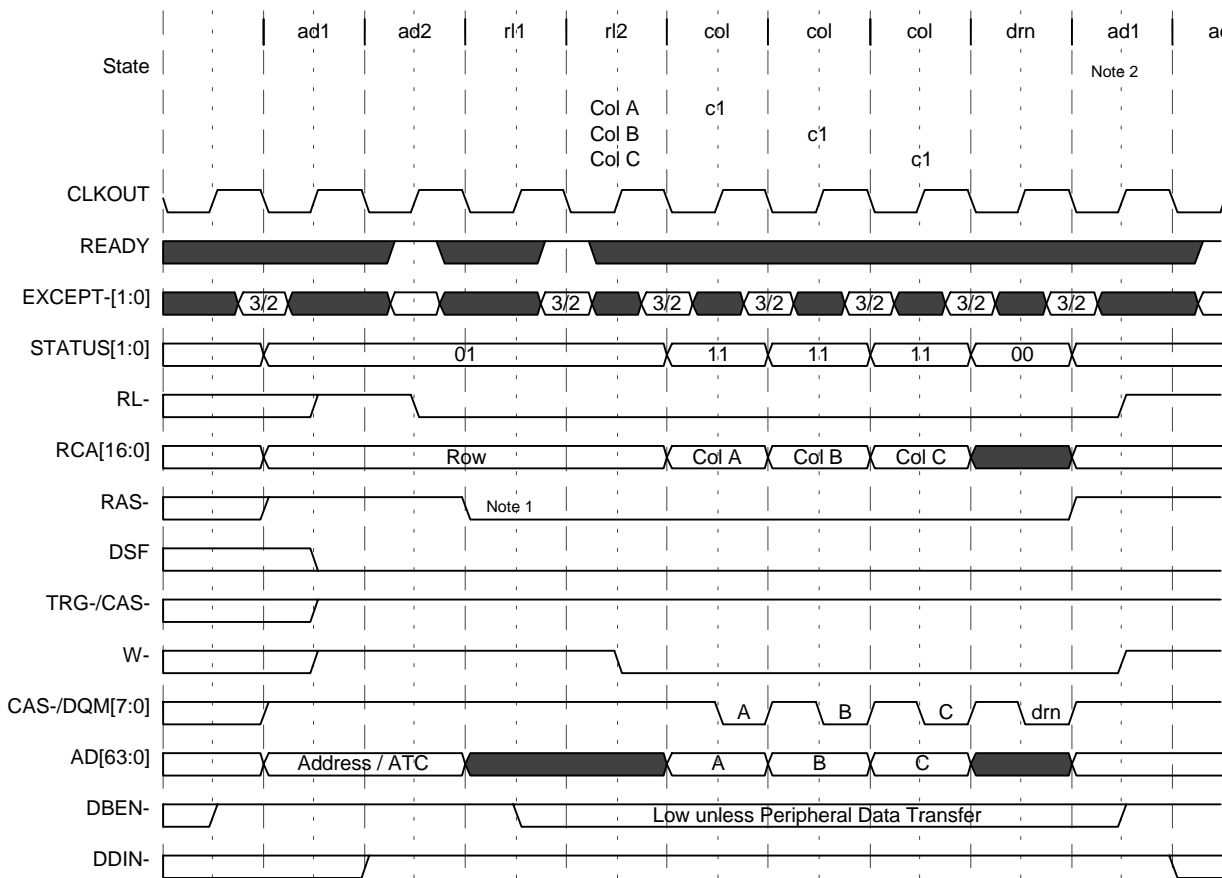 ad1 ad2 rl1 rl2 col col col drn ad1 ad
State Note 2
Col A c1
Col B c1
Col C c1
CLKOUT
READY
EXCEPT-[1:0] 3/2 3/2 3/2 3/2 3/2 3/2 3/2
STATUS[1:0] 01 11 11 11 00
RL-
RCA[16:0] Row Col A Col B Col C
RAS- Note 1
DSF
TRG-/CAS-
W-
CAS-/DQM[7:0] A B C drn
AD[63:0] Address / ATC A B C
DBEN- Low unless Peripheral Data Transfer
DDIN-